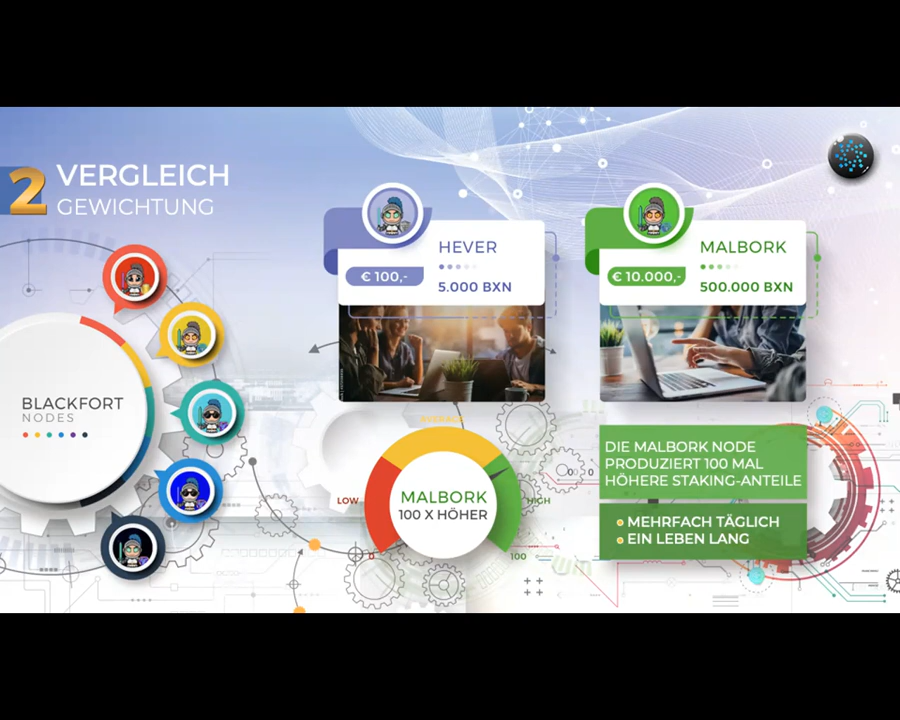 2
VERGLEICH
GEWICHTUNG
BLACKFORT
NODES
HEVER
€ 100,-
5.000 BXN
MALBORK
€ 10.000,-
500.000 BXN
LOW
HIGH
0
100
MALBORK
100 X HÖHER
DIE MALBORK NODE
PRODUZIERT 100 MAL
HÖHERE STAKING-ANTEILE
MEHRFACH TÄGLICH
EIN LEBEN LANG